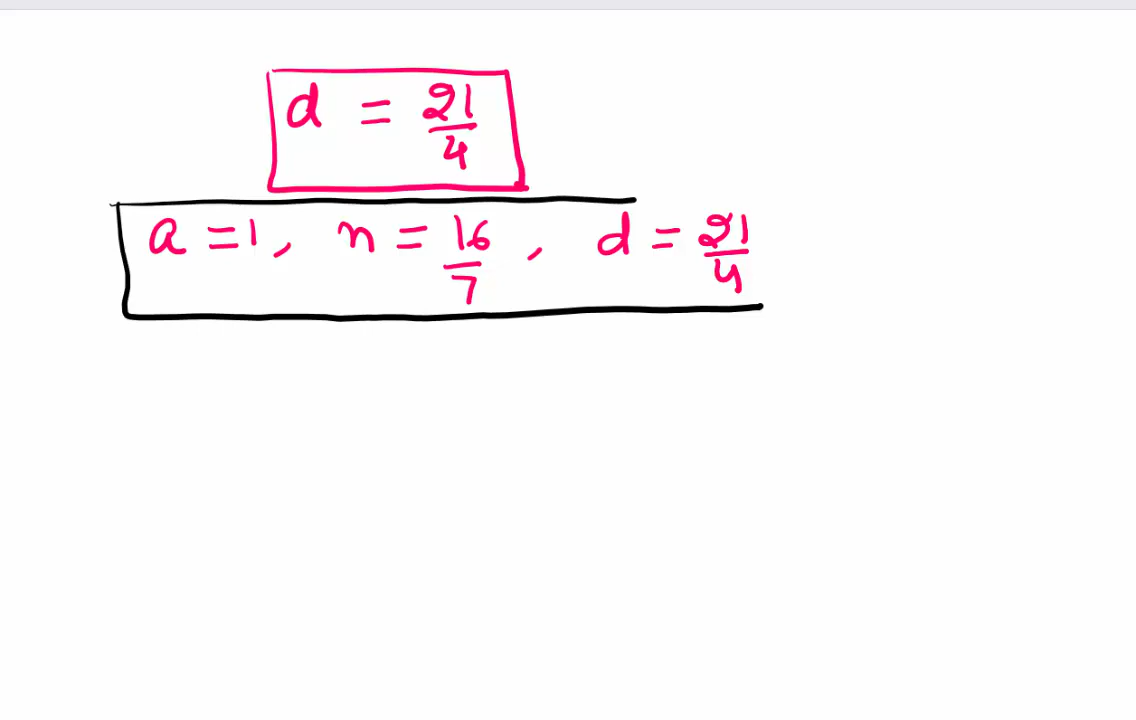 d = 21/4
a = 1, n = 16/7, d = 21/4